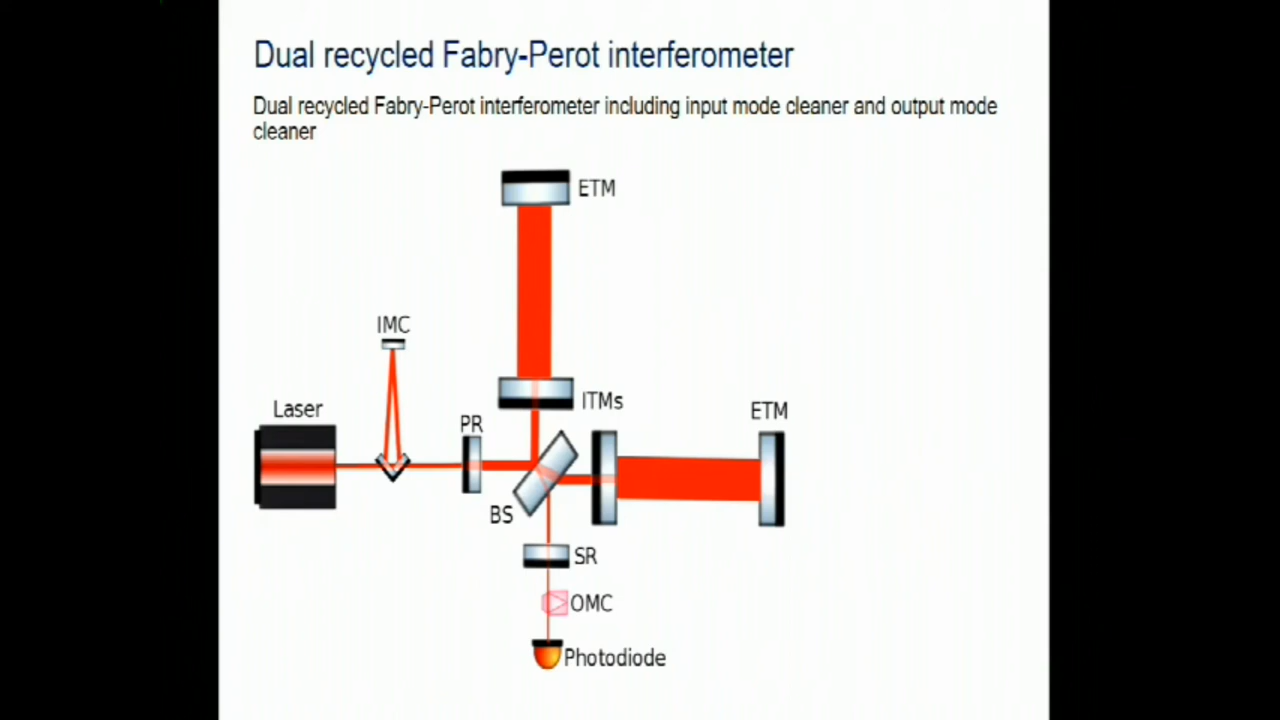 Dual recycled Fabry-Perot interferometer
Dual recycled Fabry-Perot interferometer including input mode cleaner and output mode
cleaner
ETM
IMC
ITMs
Laser
PR
ETM
BS
SR
OMC
Photodiode